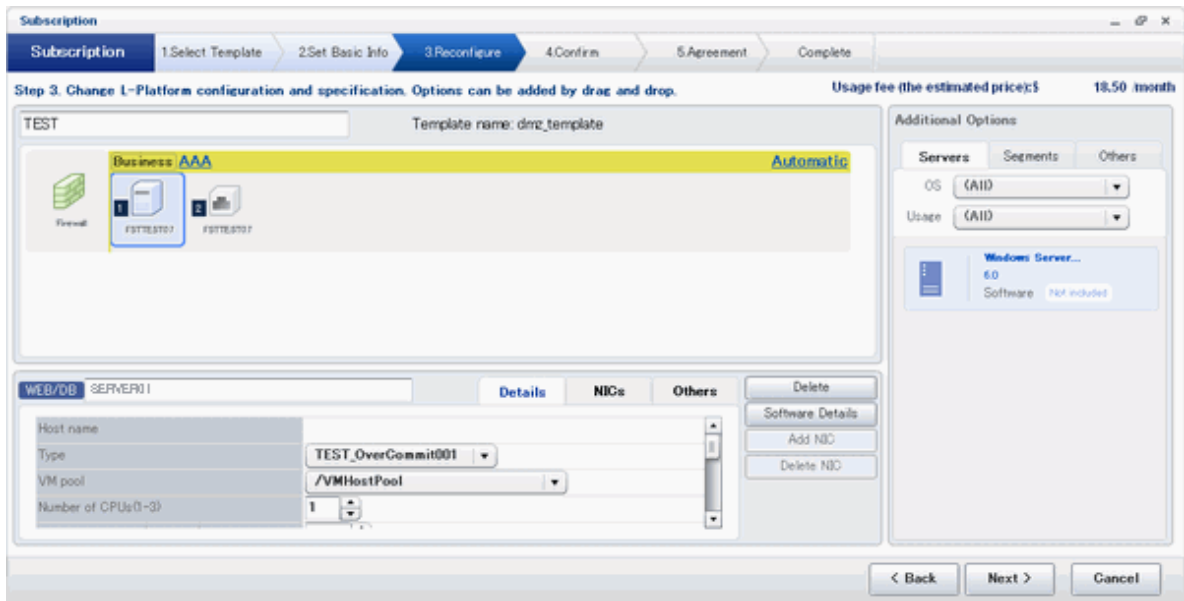 Subscription
Subscription 1.Select Template 2.Set Basic Info 3.Reconfigure 4.Confirm 5.Agreement Complete
Step 3. Change L-Platform configuration and specification. Options can be added by drag and drop. Usage fee (the estimated price):$ 18.50 /month
TEST Template name: dmz_template
Additional Options
Business AAA Automatic
Servers Segments Others
OS (All)
Usage (All)
1 2
Firewall
Windows Server...
6.0
Software Not included
WEB/DB SERVER01 Details NICs Others
Delete
Software Details
Add NIC
Delete NIC
Host name
Type TEST_OverCommit001
VM pool /VMHostPool
Number of CPUs(1-3) 1
< Back Next > Cancel